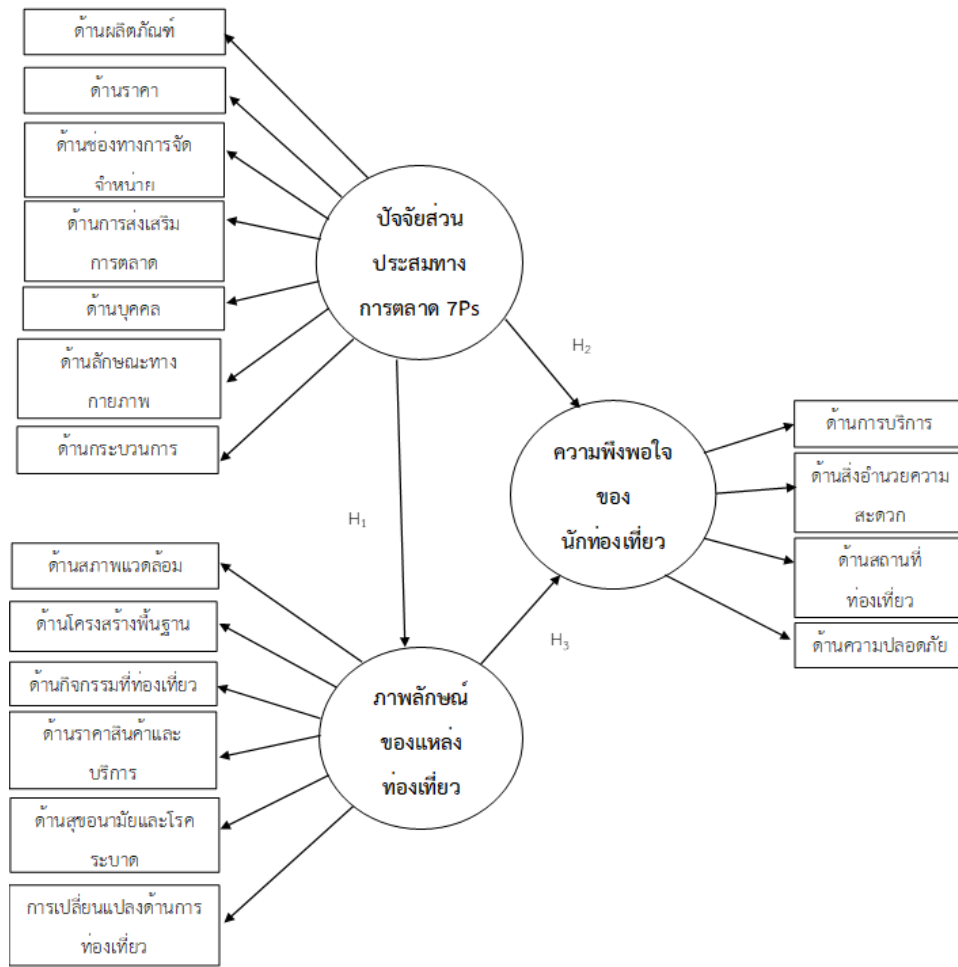 ด้านผลิตภัณฑ์
ด้านราคา
ด้านช่องทางการจัด
จำหน่าย
ด้านการส่งเสริม
การตลาด
ด้านบุคคล
ด้านลักษณะทาง
กายภาพ
ด้านกระบวนการ
ปัจจัยส่วน
ประสมทาง
การตลาด 7Ps
H₂
H₁
ความพึงพอใจ
ของ
นักท่องเที่ยว
ด้านการบริการ
ด้านสิ่งอำนวยความ
สะดวก
ด้านสถานที่
ท่องเที่ยว
ด้านความปลอดภัย
H₃
ด้านสภาพแวดล้อม
ด้านโครงสร้างพื้นฐาน
ด้านกิจกรรมที่ท่องเที่ยว
ด้านราคาสินค้าและ
บริการ
ด้านสุขอนามัยและโรค
ระบาด
การเปลี่ยนแปลงด้านการ
ท่องเที่ยว
ภาพลักษณ์
ของแหล่ง
ท่องเที่ยว